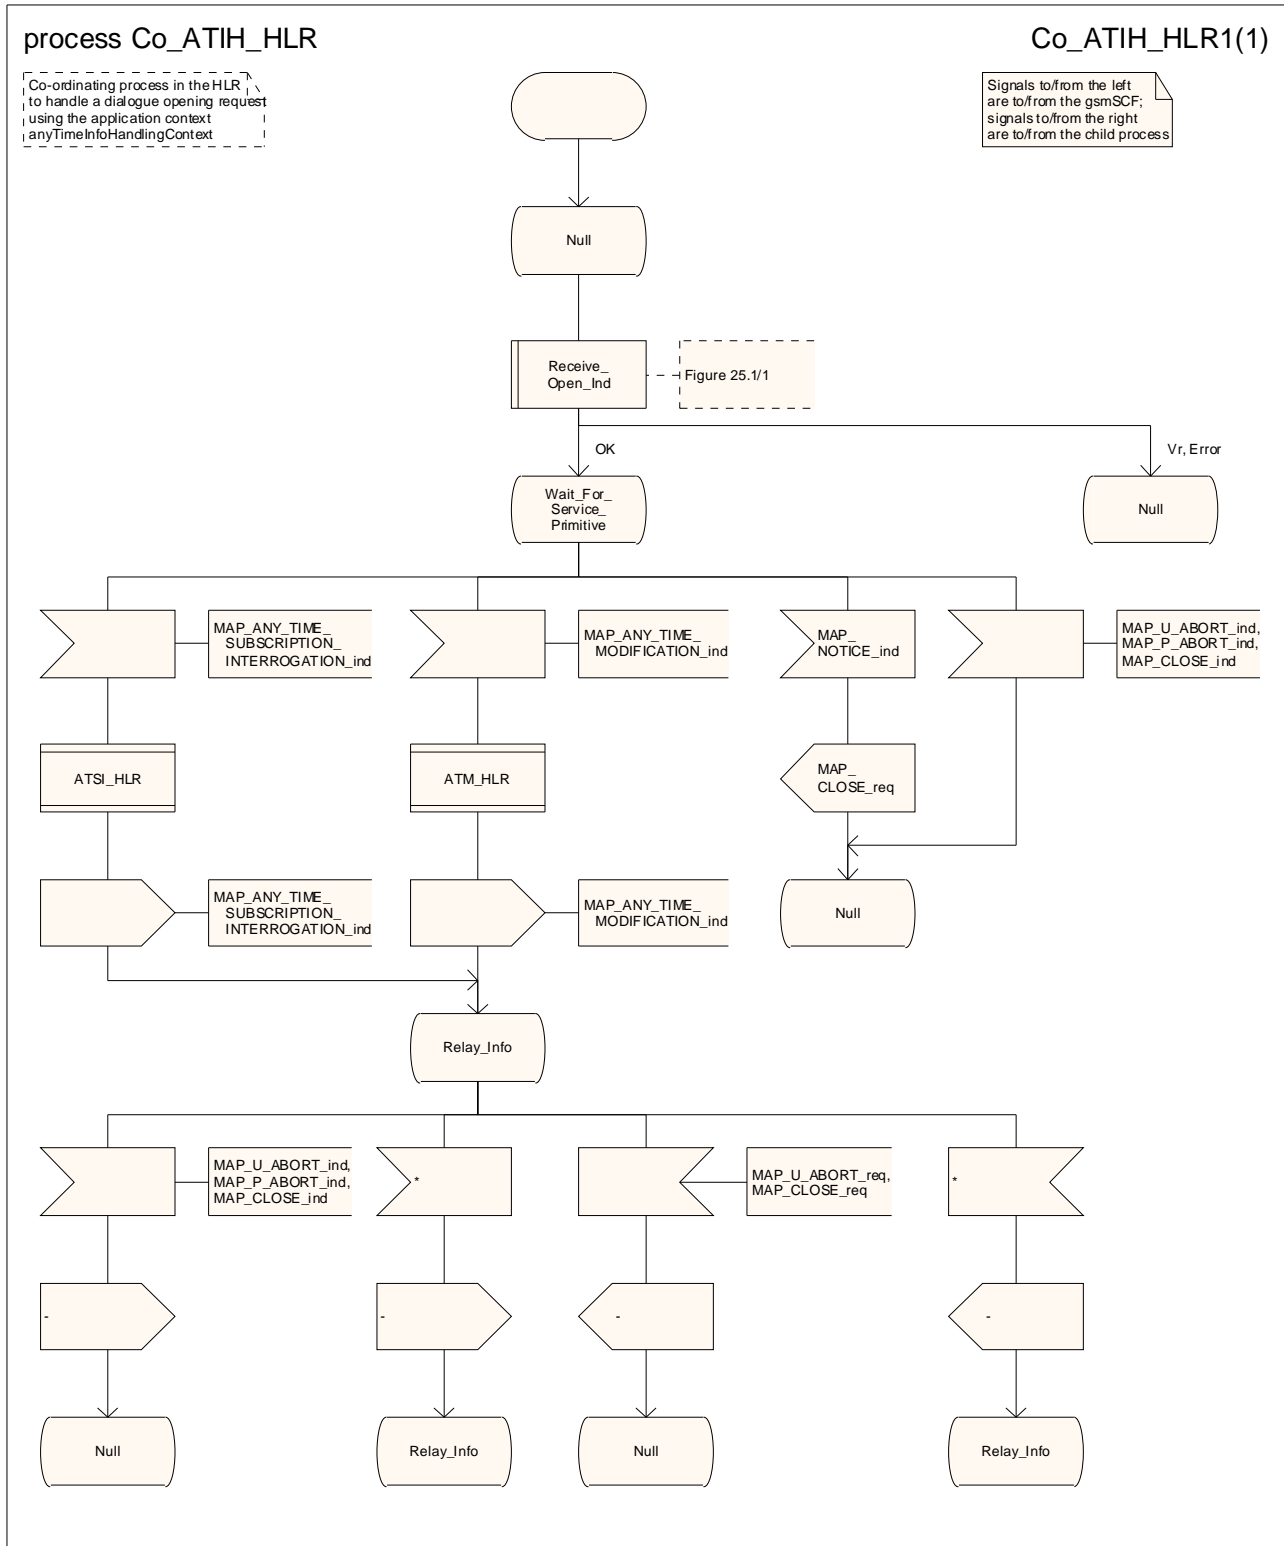 process Co_ATIH_HLR
Co_ATIH_HLR1(1)
Co-ordinating process in the HLR
to handle a dialogue opening request
using the application context
anyTimeInfoHandlingContext
Signals to/from the left
are to/from the gsmSCF;
signals to/from the right
are to/from the child process
Null
Receive_
Open_Ind
Figure 25.1/1
OK
Vr, Error
Wait_For_
Service_
Primitive
Null
MAP_ANY_TIME_
SUBSCRIPTION_
INTERROGATION_ind
MAP_ANY_TIME_
MODIFICATION_ind
MAP_
NOTICE_ind
MAP_U_ABORT_ind,
MAP_P_ABORT_ind,
MAP_CLOSE_ind
ATSI_HLR
ATM_HLR
MAP_
CLOSE_req
MAP_ANY_TIME_
SUBSCRIPTION_
INTERROGATION_ind
MAP_ANY_TIME_
MODIFICATION_ind
Null
Relay_Info
MAP_U_ABORT_ind,
MAP_P_ABORT_ind,
MAP_CLOSE_ind
*
MAP_U_ABORT_req,
MAP_CLOSE_req
*
-
-
-
-
Null
Relay_Info
Null
Relay_Info